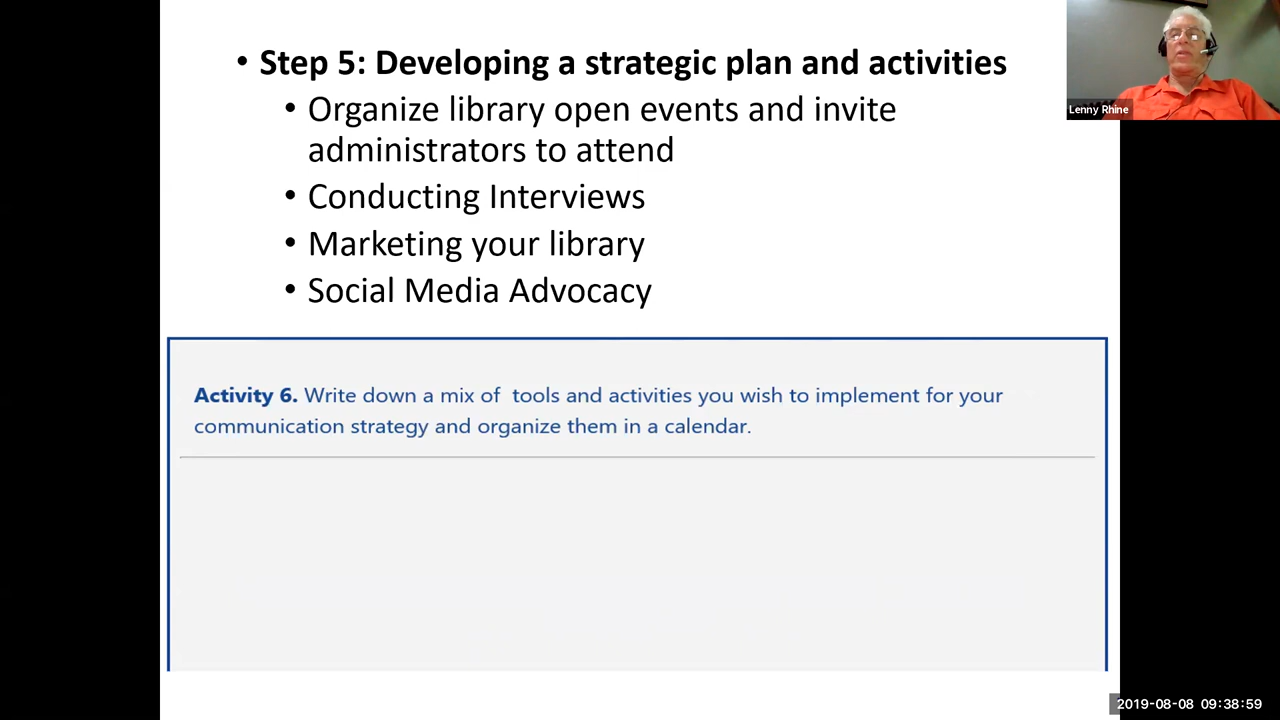 • Step 5: Developing a strategic plan and activities
• Organize library open events and invite
administrators to attend
• Conducting Interviews
• Marketing your library
• Social Media Advocacy
Lenny Rhine
Activity 6. Write down a mix of  tools and activities you wish to implement for your
communication strategy and organize them in a calendar.
2019-08-08 09:38:59